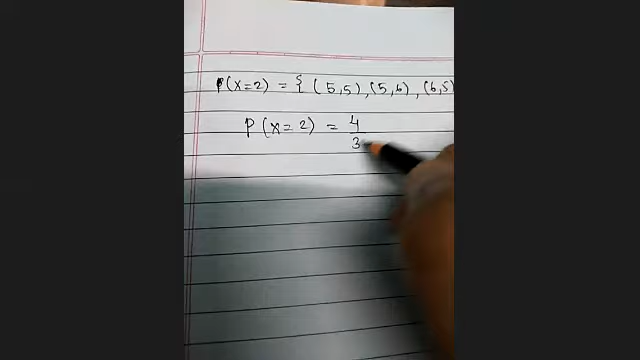 P(x=2) = { (5,5), (5,6), (6,5)
P(x=2) = 4/3